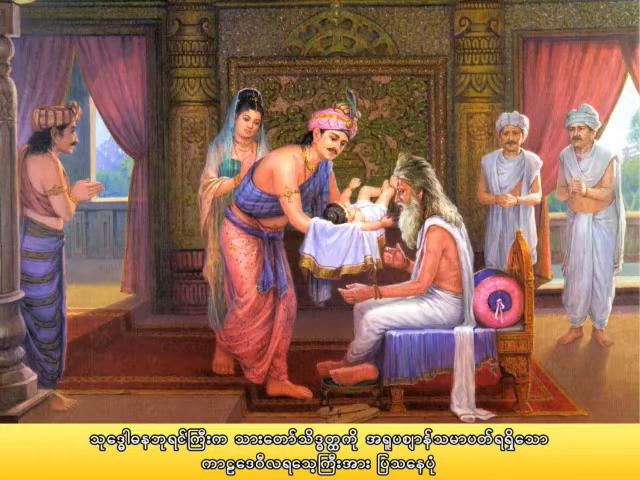 သုဒ္ဓေါဓနဘုရင်ကြီးက သားတော်သိဒ္ဓတ္ထကို အရူပဈာန်သမာပတ်ရရှိသော
ကာဠဒေဝီလရသေ့ကြီးအား ပြသနေပုံ